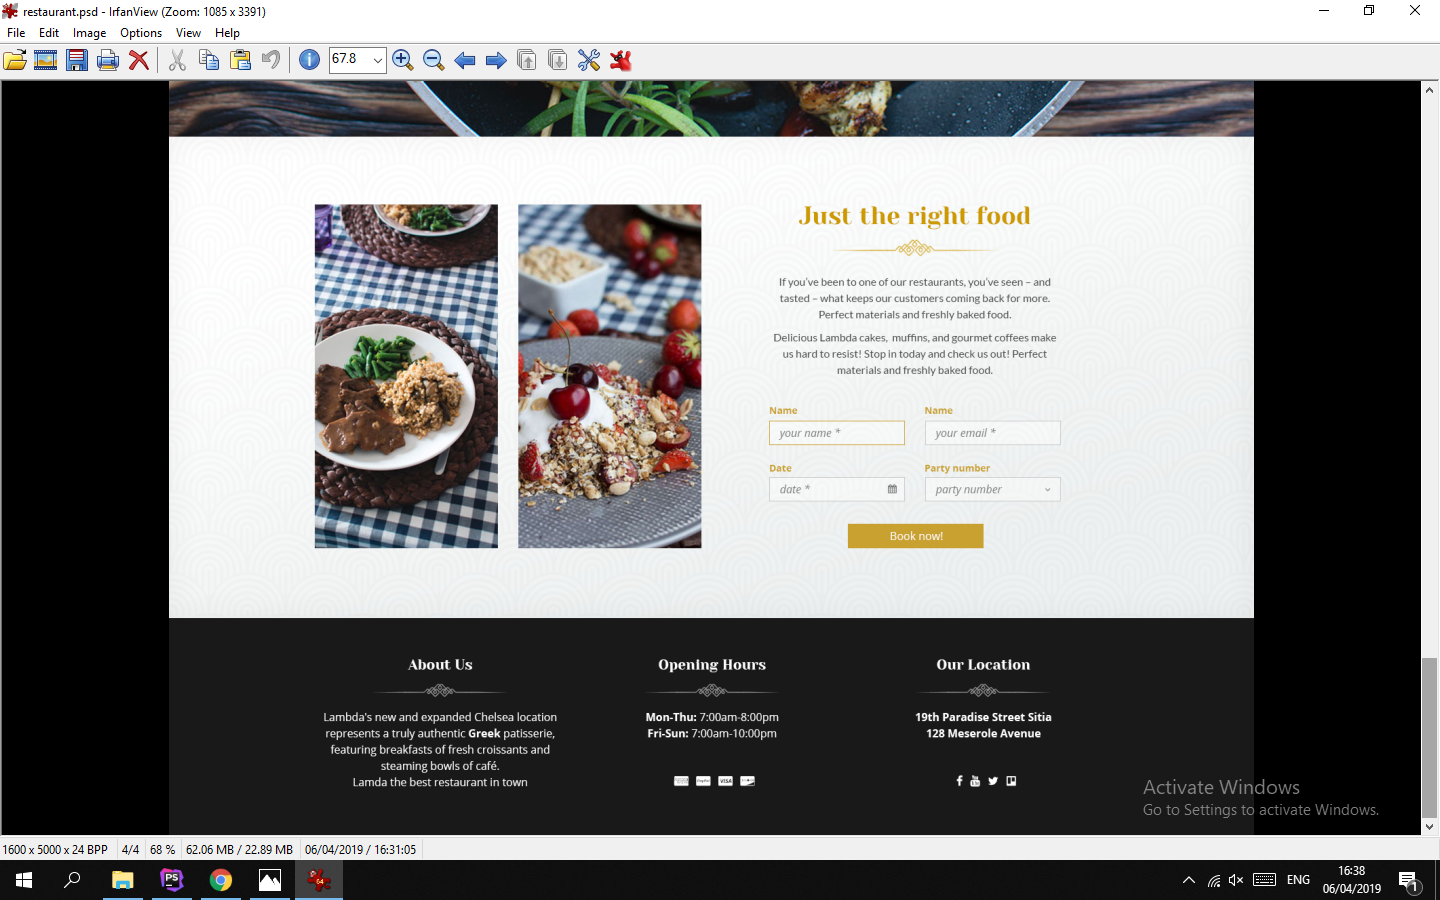 restaurant.psd - IrfanView (Zoom: 1085 x 3391)
File Edit Image Options View Help
67.8
Just the right food
If you've been to one of our restaurants, you've seen – and
tasted – what keeps our customers coming back for more.
Perfect materials and freshly baked food.
Delicious Lambda cakes, muffins, and gourmet coffees make
us hard to resist! Stop in today and check us out! Perfect
materials and freshly baked food.
Name Name
your name * your email *
Date Party number
date * party number
Book now!
About Us
Lambda's new and expanded Chelsea location
represents a truly authentic Greek patisserie,
featuring breakfasts of fresh croissants and
steaming bowls of café.
Lamda the best restaurant in town
Opening Hours
Mon-Thu: 7:00am-8:00pm
Fri-Sun: 7:00am-10:00pm
VISA
Our Location
19th Paradise Street Sitia
128 Meserole Avenue
Activate Windows
Go to Settings to activate Windows.
1600 x 5000 x 24 BPP 4/4 68 % 62.06 MB / 22.89 MB 06/04/2019 / 16:31:05
PS
64
ENG
16:38
06/04/2019
1